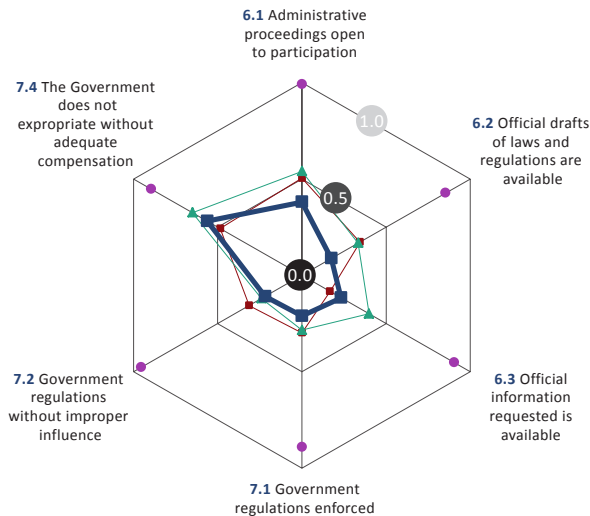 6.1 Administrative
proceedings open
to participation
7.4 The Government
does not
expropriate without
adequate
compensation
1.0
6.2 Official drafts
of laws and
regulations are
available
0.5
0.0
7.2 Government
regulations
without improper
influence
6.3 Official
information
requested is
available
7.1 Government
regulations enforced